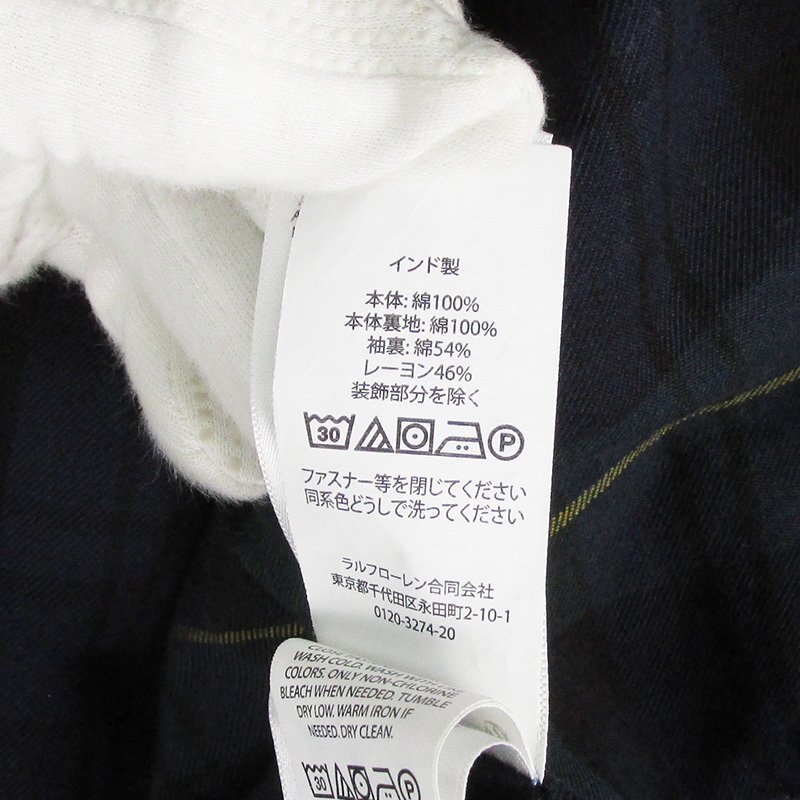 インド製
本体: 綿100%
本体裏地: 綿100%
袖裏: 綿54%
レーヨン46%
装飾部分を除く
30 P
ファスナー等を閉じてください
同系色どうしで洗ってください
ラルフローレン合同会社
東京都千代田区永田町2-10-1
0120-3274-20
WASH COLD. WASH WITH LIKE
COLORS. ONLY NON-CHLORINE
BLEACH WHEN NEEDED. TUMBLE
DRY LOW. WARM IRON IF
NEEDED. DRY CLEAN.
30 P